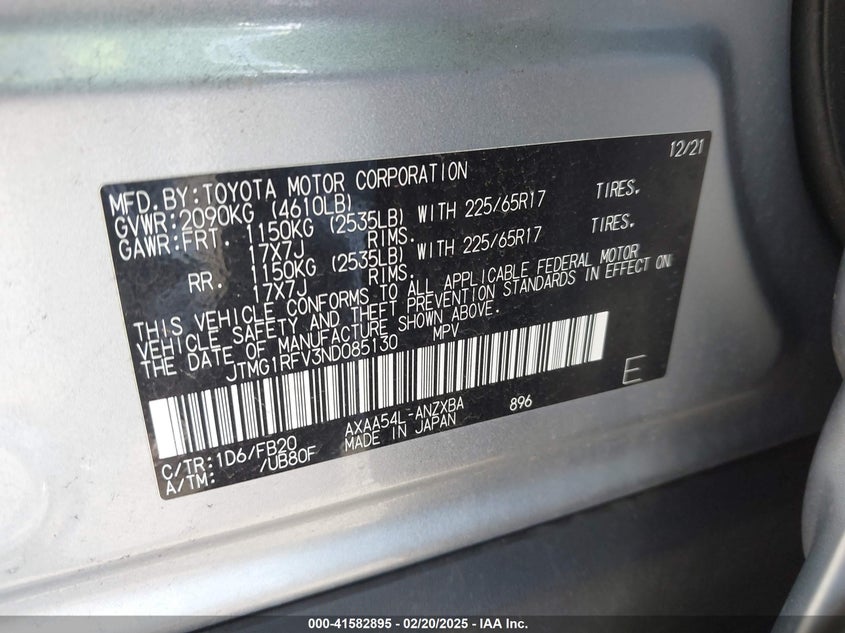 12/21
MFD. BY: TOYOTA MOTOR CORPORATION
GVWR: 2090KG (4610LB)
GAWR: FRT. 1150KG (2535LB) WITH 225/65R17 TIRES.
17X7J RIMS.
RR. 1150KG (2535LB) WITH 225/65R17 TIRES.
17X7J RIMS.
THIS VEHICLE CONFORMS TO ALL APPLICABLE FEDERAL MOTOR
VEHICLE SAFETY AND THEFT PREVENTION STANDARDS IN EFFECT ON
THE DATE OF MANUFACTURE SHOWN ABOVE.
JTMG1RFV3ND085130 MPV
E
C/TR: 1D6/FB20 AXAA54L-ANZXBA 896
A/TM: /UB80F MADE IN JAPAN
000-41582895 - 02/20/2025 - IAA Inc.